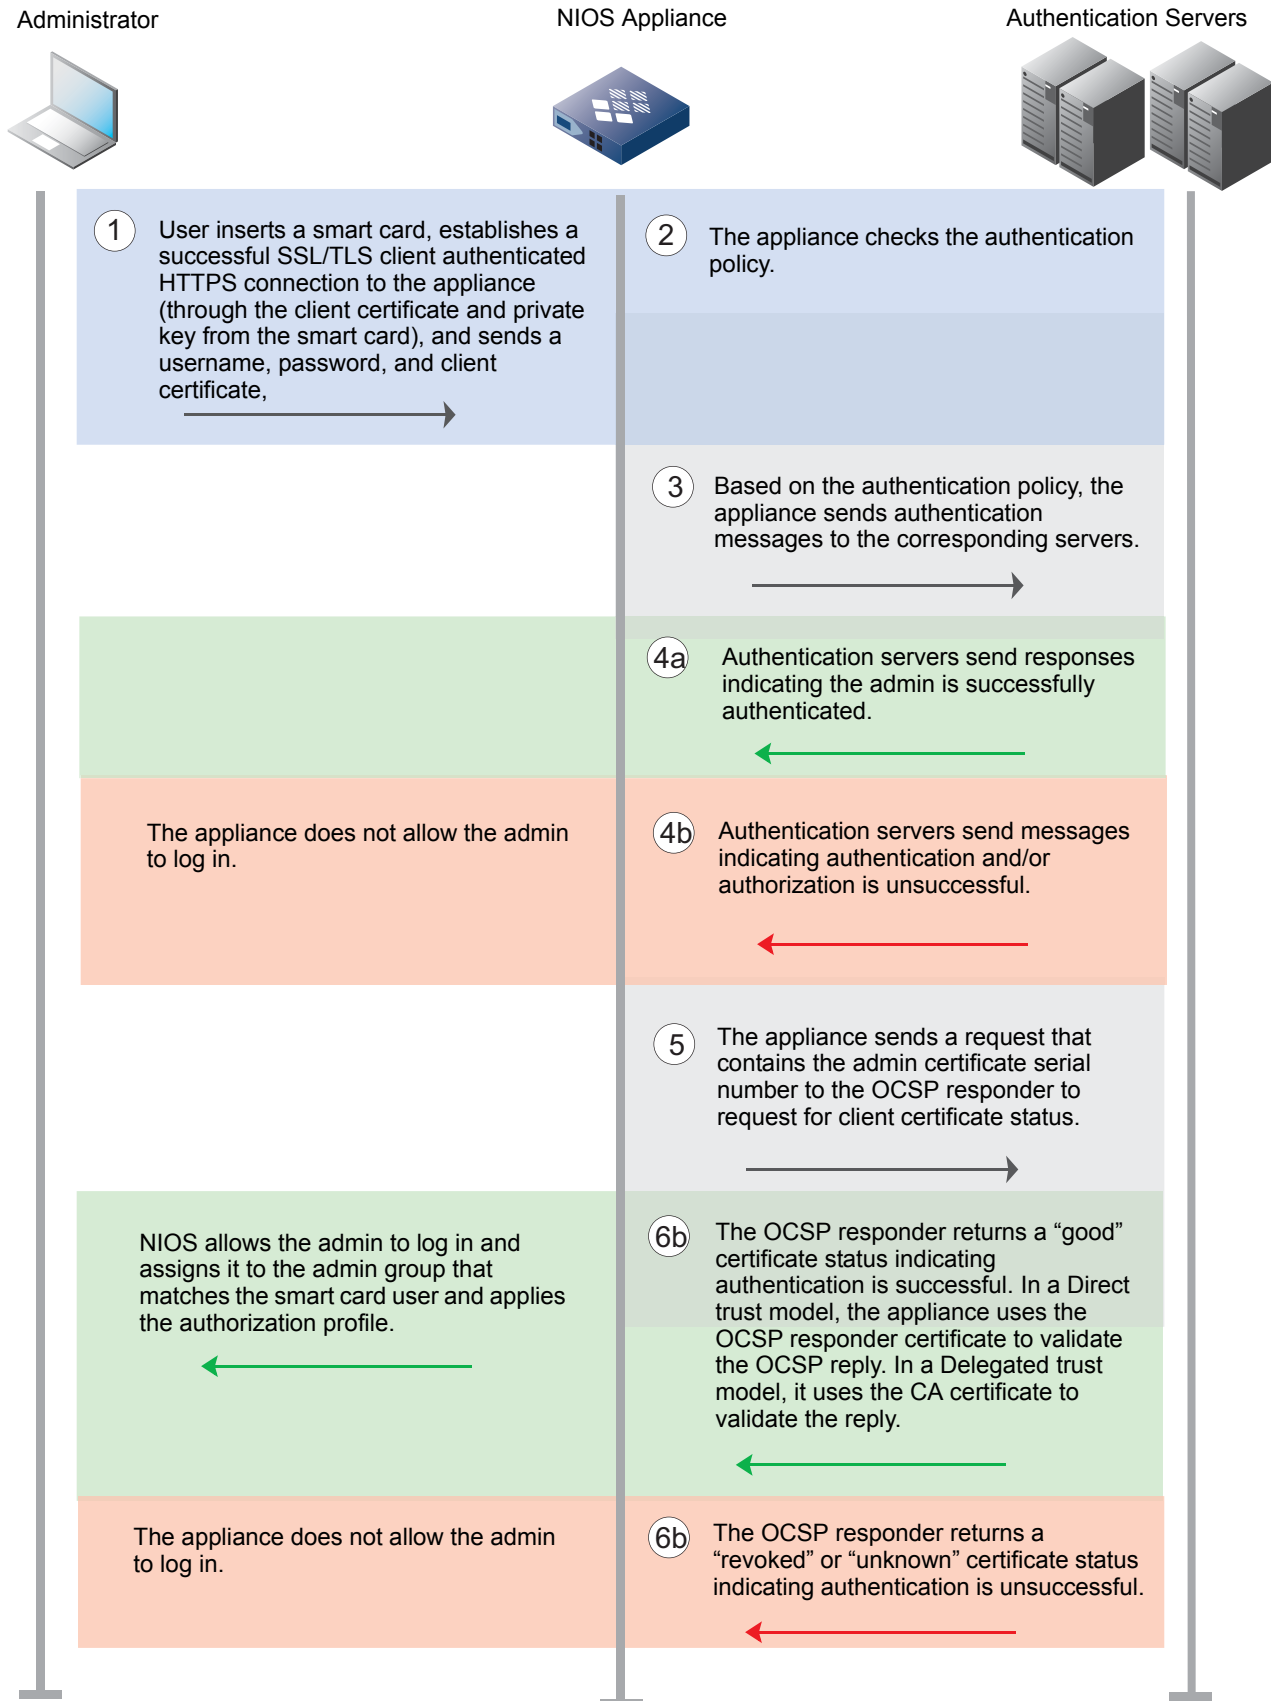 Administrator
NIOS Appliance
Authentication Servers
1
User inserts a smart card, establishes a
successful SSL/TLS client authenticated
HTTPS connection to the appliance
(through the client certificate and private
key from the smart card), and sends a
username, password, and client
certificate,
2
The appliance checks the authentication
policy.
3
Based on the authentication policy, the
appliance sends authentication
messages to the corresponding servers.
4a
Authentication servers send responses
indicating the admin is successfully
authenticated.
The appliance does not allow the admin
to log in.
4b
Authentication servers send messages
indicating authentication and/or
authorization is unsuccessful.
5
The appliance sends a request that
contains the admin certificate serial
number to the OCSP responder to
request for client certificate status.
NIOS allows the admin to log in and
assigns it to the admin group that
matches the smart card user and applies
the authorization profile.
6b
The OCSP responder returns a “good”
certificate status indicating
authentication is successful. In a Direct
trust model, the appliance uses the
OCSP responder certificate to validate
the OCSP reply. In a Delegated trust
model, it uses the CA certificate to
validate the reply.
The appliance does not allow the admin
to log in.
6b
The OCSP responder returns a
“revoked” or “unknown” certificate status
indicating authentication is unsuccessful.